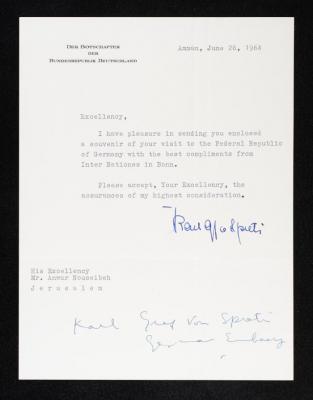 DER BOTSCHAFTER
DER
BUNDESREPUBLIK DEUTSCHLAND
Amman, June 26, 1964
Excellency,
I have pleasure in sending you enclosed
a souvenir of your visit to the Federal Republic
of Germany with the best compliments from
Inter Nationes in Bonn.
Please accept, Your Excellency, the
assurances of my highest consideration.
His Excellency
Mr. Anwar Nouseibeh
J e r u s a l e m
Karl Graf von Spreti
German Embassy